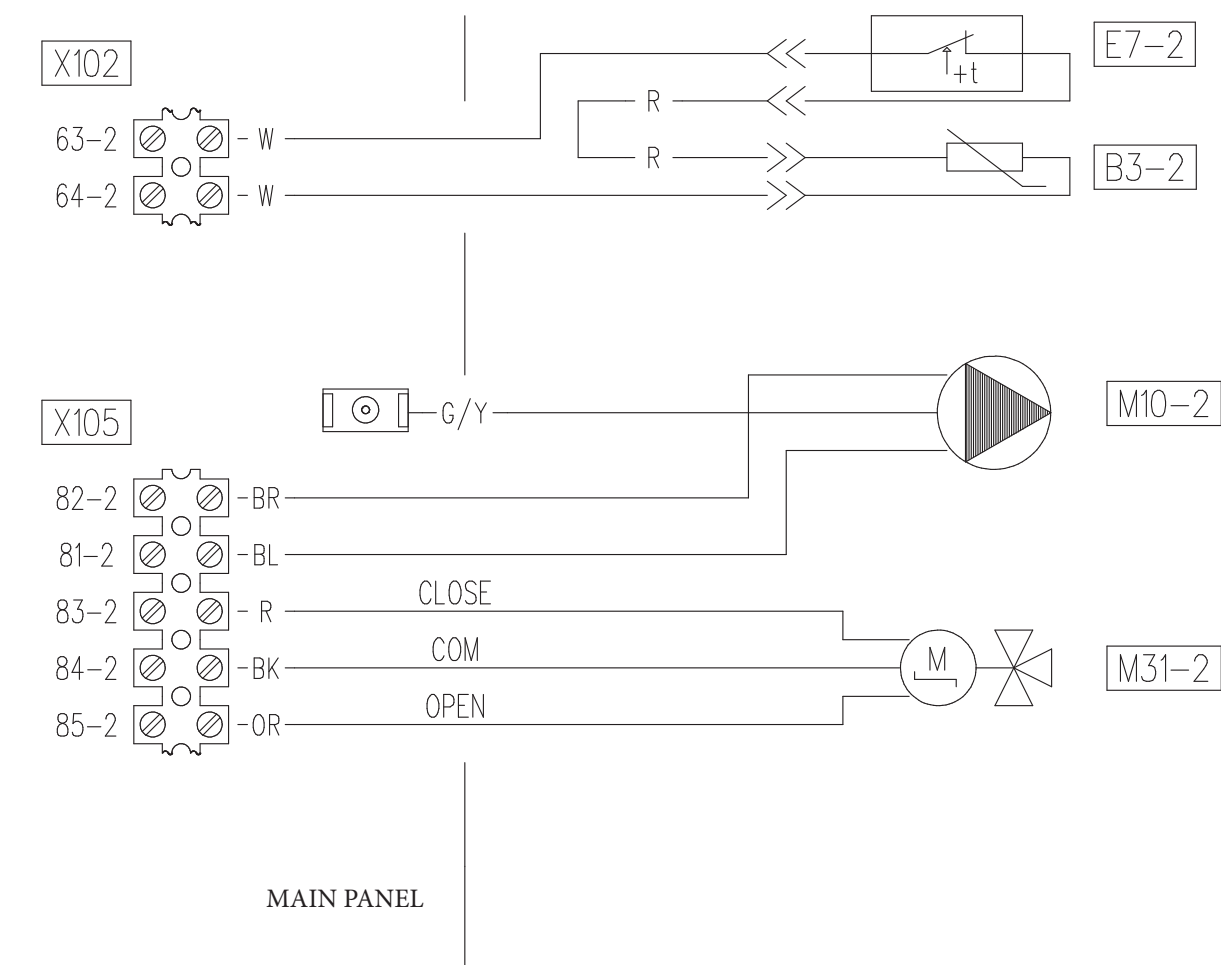 X102
E7-2
+t
R
63-2
W
R
B3-2
64-2
W
X105
G/Y
M10-2
82-2
BR
81-2
BL
83-2
R
CLOSE
84-2
BK
COM
M
M31-2
85-2
OR
OPEN
MAIN PANEL